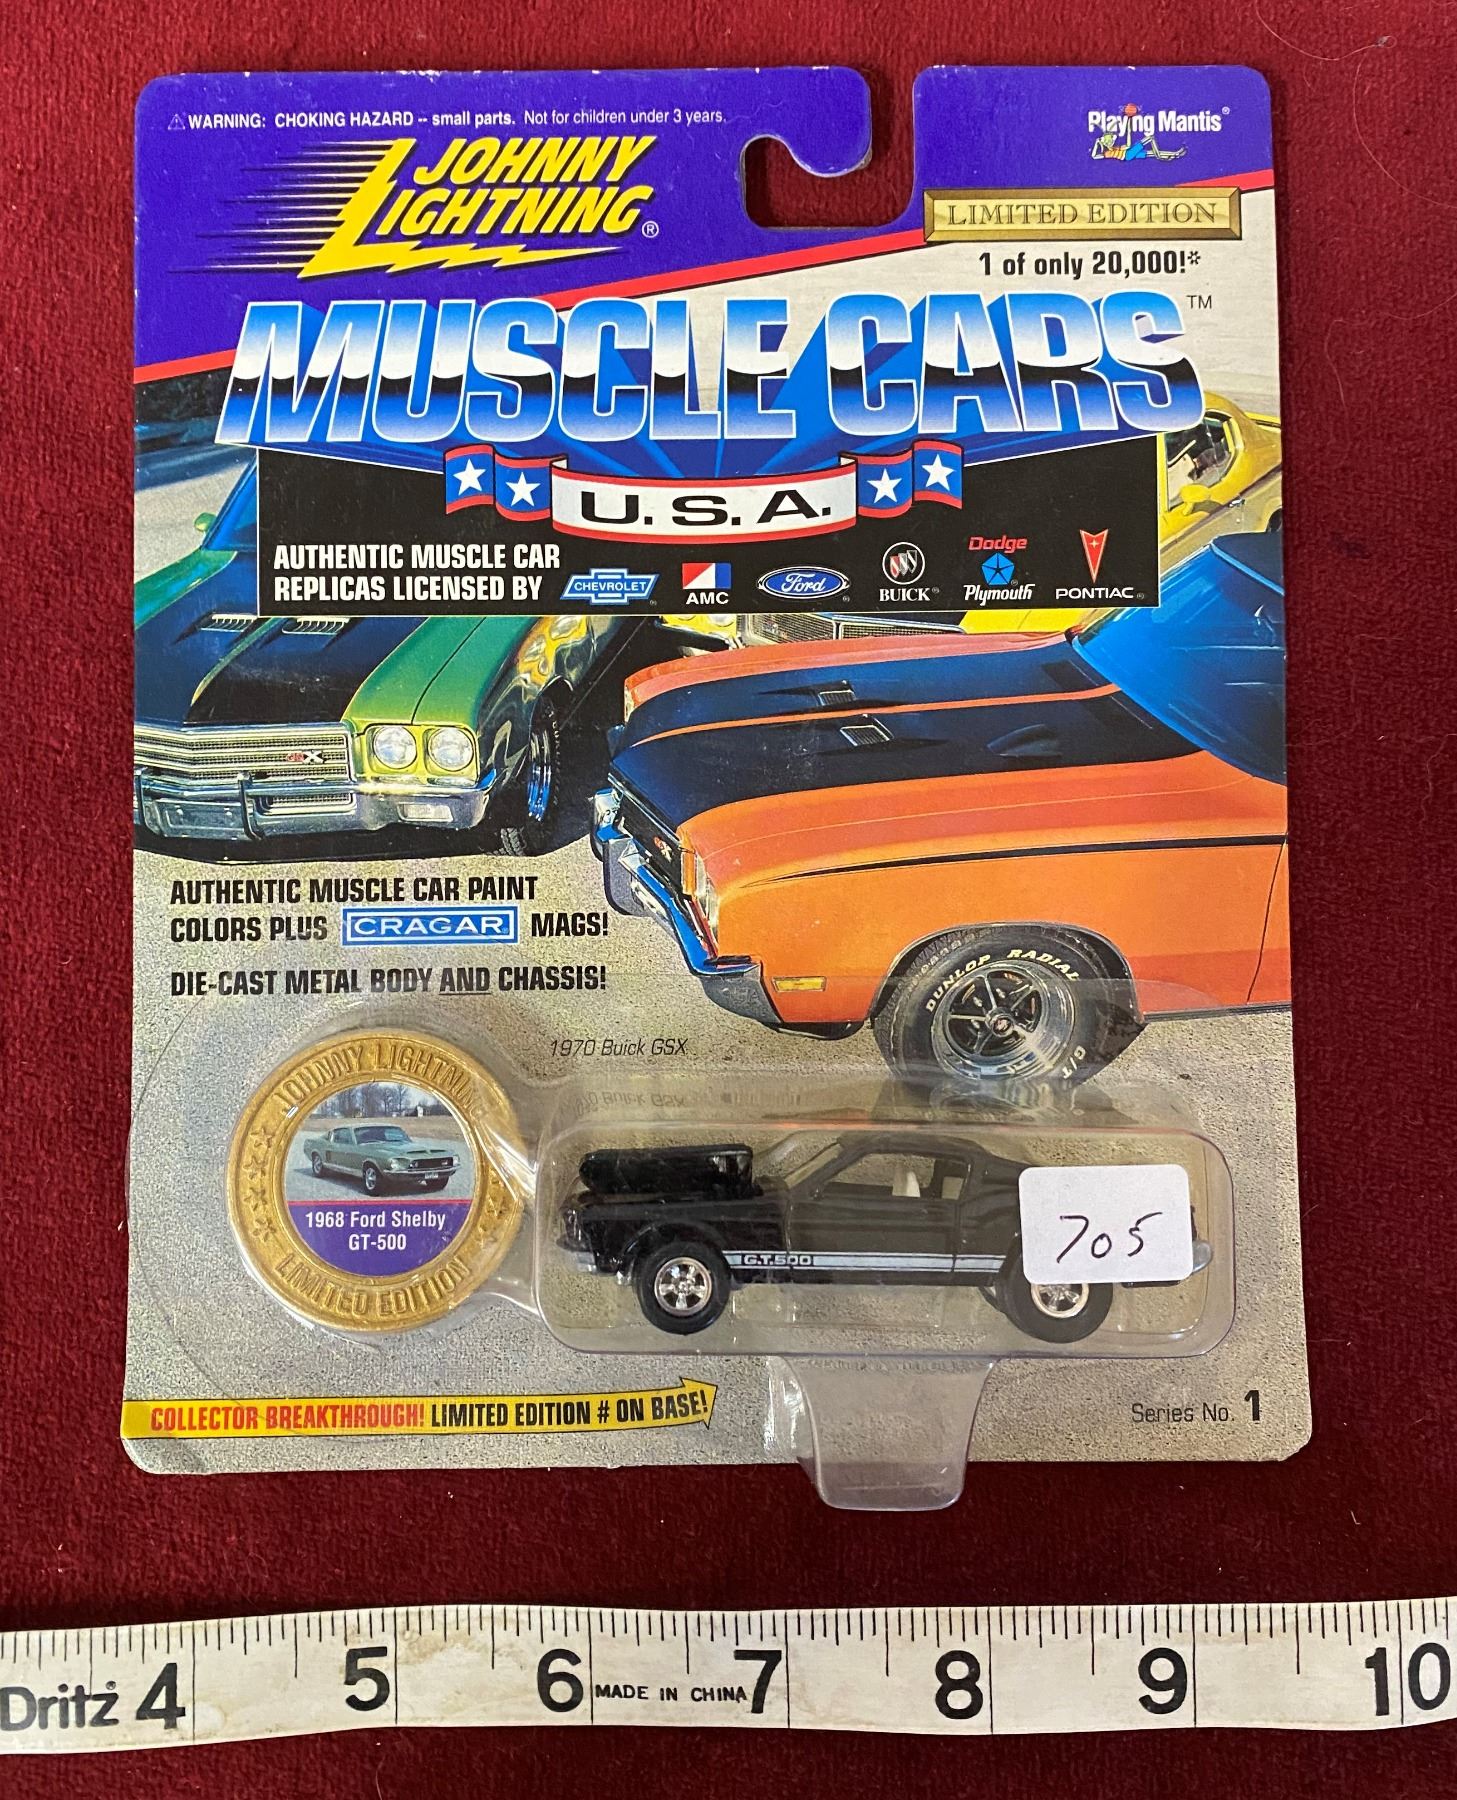 ⚠ WARNING: CHOKING HAZARD -- small parts. Not for children under 3 years.
Playing Mantis®
JOHNNY
LIGHTNING®
LIMITED EDITION
1 of only 20,000!*
MUSCLE CARS™
U.S.A.
AUTHENTIC MUSCLE CAR
REPLICAS LICENSED BY
CHEVROLET
AMC
Ford
BUICK
Dodge
Plymouth
PONTIAC
GSX
AUTHENTIC MUSCLE CAR PAINT
COLORS PLUS CRAGAR MAGS!
DIE-CAST METAL BODY AND CHASSIS!
DUNLOP RADIAL
G/T
1970 Buick GSX
JOHNNY LIGHTNING
1968 Ford Shelby
GT-500
LIMITED EDITION
G.T.500
705
COLLECTOR BREAKTHROUGH! LIMITED EDITION # ON BASE!
Series No. 1
Dritz 4 5 6 MADE IN CHINA 7 8 9 10